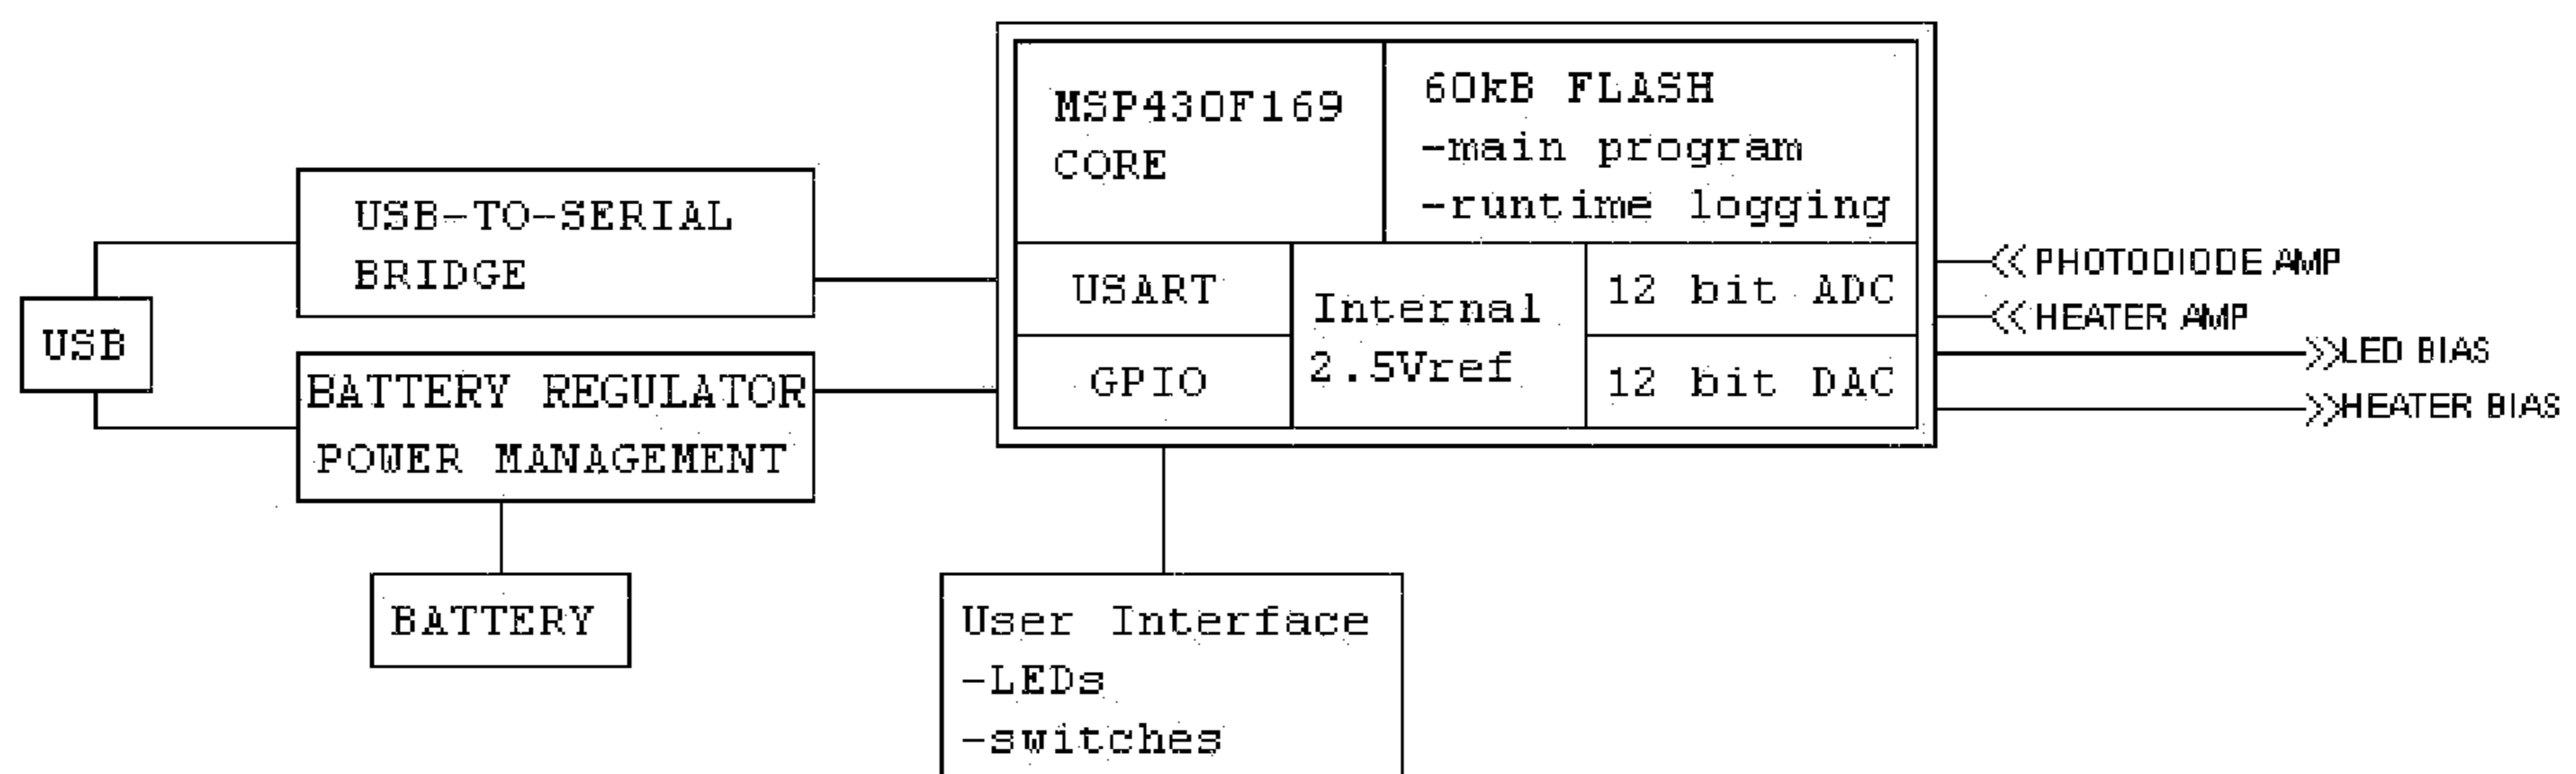 MSP430F169
CORE
60kB FLASH
-main program
-runtime logging
USB-TO-SERIAL
BRIDGE
USART
Internal
2.5Vref
12 bit ADC
PHOTODIODE AMP
HEATER AMP
USB
BATTERY REGULATOR
POWER MANAGEMENT
GPIO
12 bit DAC
LED BIAS
HEATER BIAS
BATTERY
User Interface
-LEDs
-switches